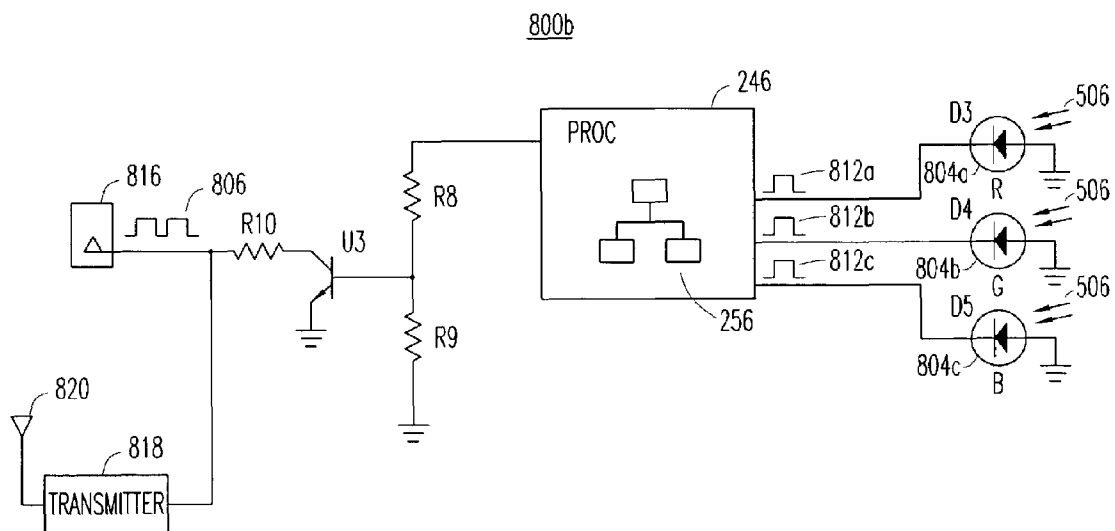 800b
246
PROC
256
816
806
R10
U3
R8
R9
820
818
TRANSMITTER
812a
812b
812c
D3
506
804a
R
D4
506
804b
G
D5
506
804c
B